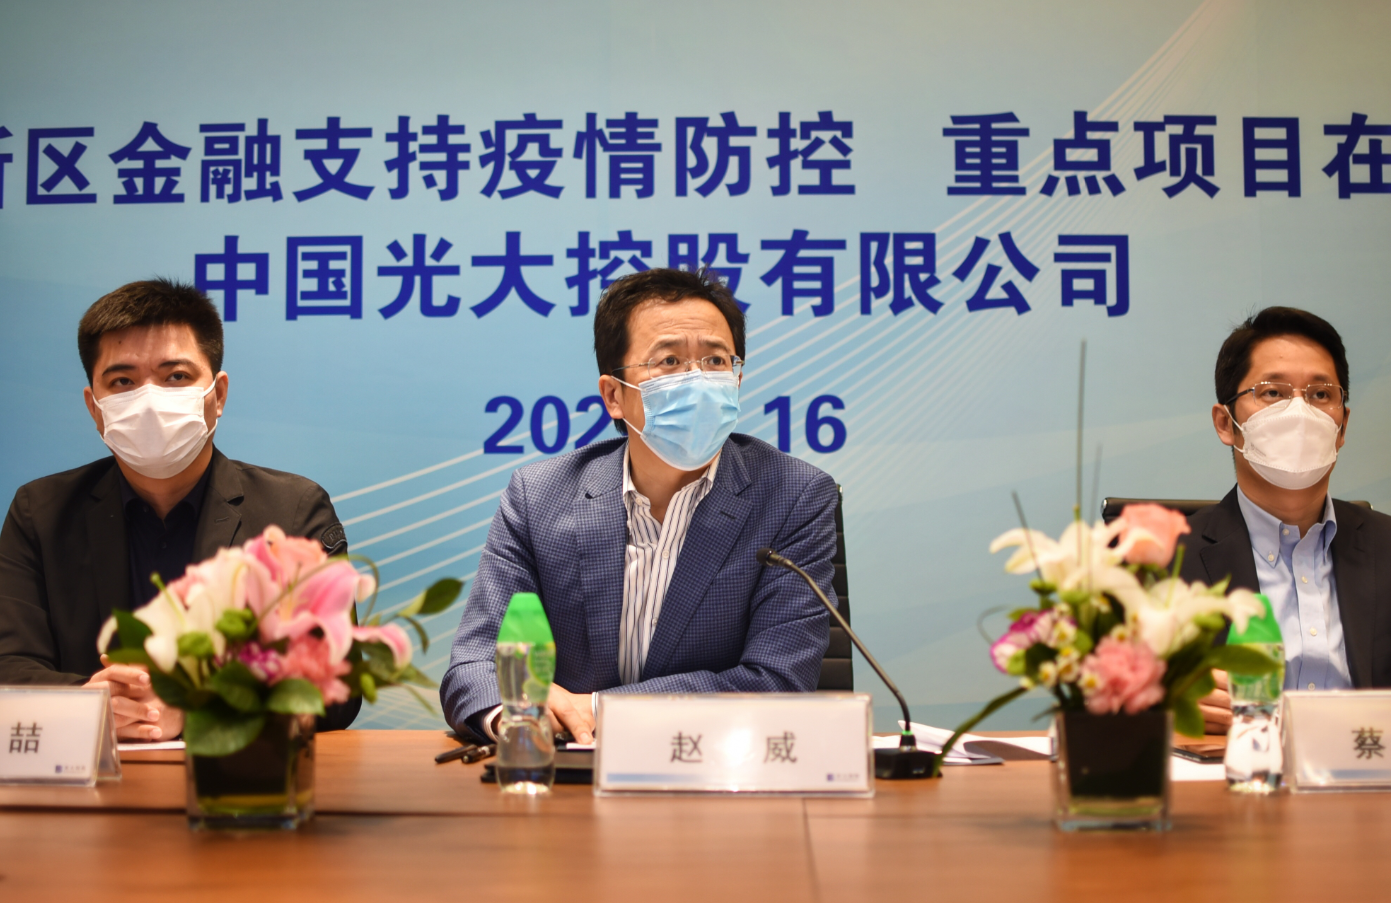 区金融支持疫情防控 重点项目在
中国光大控股有限公司
202 16
喆
赵 威
蔡